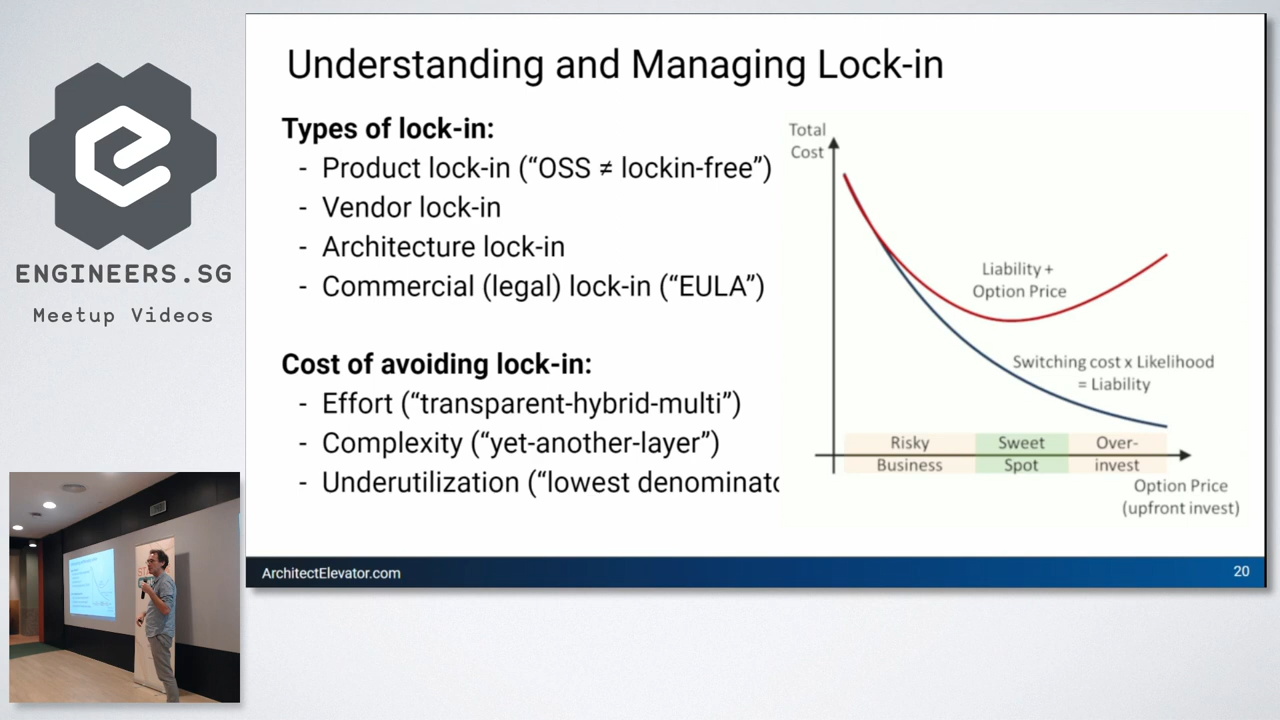 ENGINEERS.SG
Meetup Videos
Understanding and Managing Lock-in
Types of lock-in:
- Product lock-in (“OSS ≠ lockin-free”)
- Vendor lock-in
- Architecture lock-in
- Commercial (legal) lock-in (“EULA”)
Cost of avoiding lock-in:
- Effort (“transparent-hybrid-multi”)
- Complexity (“yet-another-layer”)
- Underutilization (“lowest denominato
Total
Cost
Liability +
Option Price
Switching cost x Likelihood
= Liability
Risky
Business
Sweet
Spot
Over-
invest
Option Price
(upfront invest)
ArchitectElevator.com
20